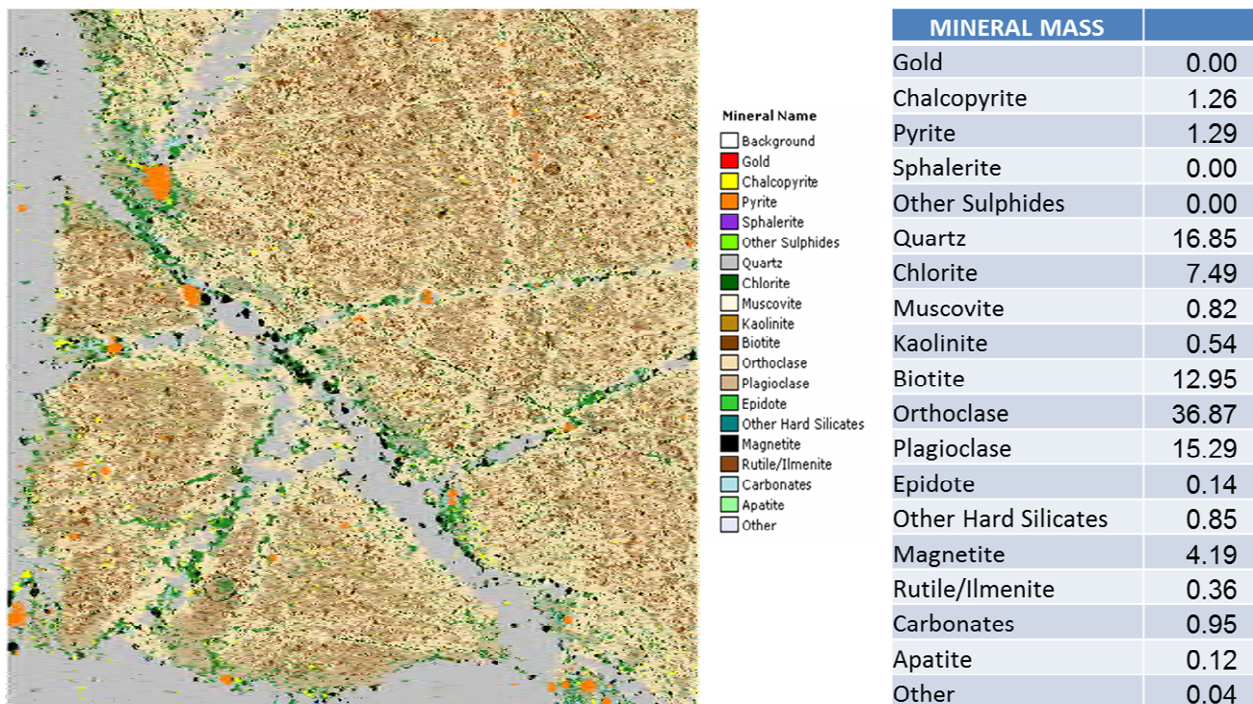 Mineral Name
Background
Gold
Chalcopyrite
Pyrite
Sphalerite
Other Sulphides
Quartz
Chlorite
Muscovite
Kaolinite
Biotite
Orthoclase
Plagioclase
Epidote
Other Hard Silicates
Magnetite
Rutile/Ilmenite
Carbonates
Apatite
Other
MINERAL MASS
Gold 0.00
Chalcopyrite 1.26
Pyrite 1.29
Sphalerite 0.00
Other Sulphides 0.00
Quartz 16.85
Chlorite 7.49
Muscovite 0.82
Kaolinite 0.54
Biotite 12.95
Orthoclase 36.87
Plagioclase 15.29
Epidote 0.14
Other Hard Silicates 0.85
Magnetite 4.19
Rutile/Ilmenite 0.36
Carbonates 0.95
Apatite 0.12
Other 0.04